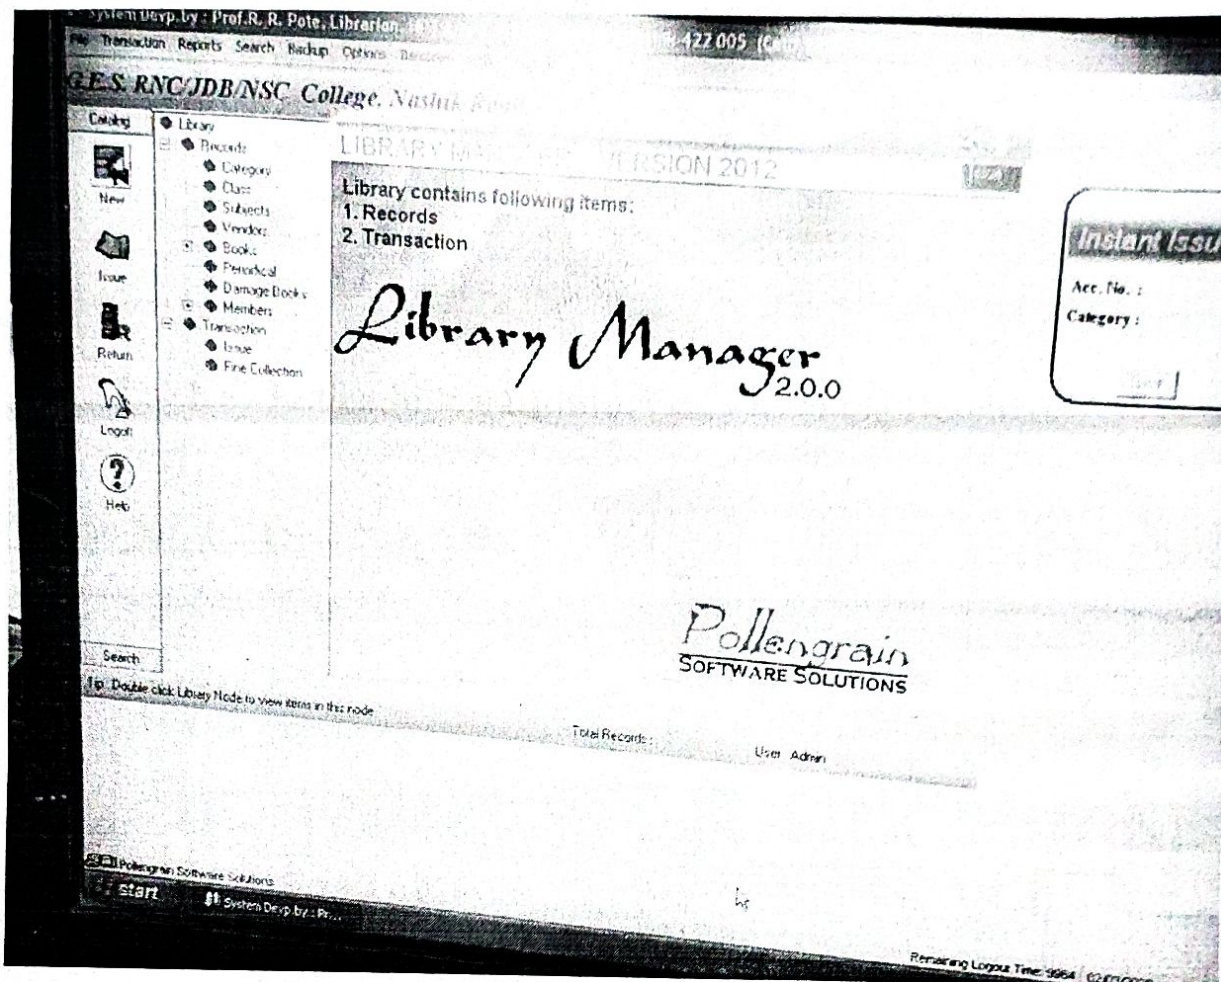 System Devp. by : Prof. R. R. Pote, Librarian,
422 005
File Transaction Reports Search Backup Options
G.E.S. RNC/JDB/NSC College, Nashik
Catalog
New
Issue
Return
Logoff
Help
Search
Library
Records
Category
Class
Subjects
Vendors
Books
Periodical
Damage Books
Members
Transaction
Issue
Fine Collection
LIBRARY VERSION 2012
Library contains following items:
1. Records
2. Transaction
Library Manager
2.0.0
Instant Issu
Acc. No. :
Category :
Pollengrain
SOFTWARE SOLUTIONS
Tip: Double click Library Node to view items in this node
Total Records :
User Admin
Pollengrain Software Solutions
start
System Devp. by : Pr...
Remaining Logout Time: 9964